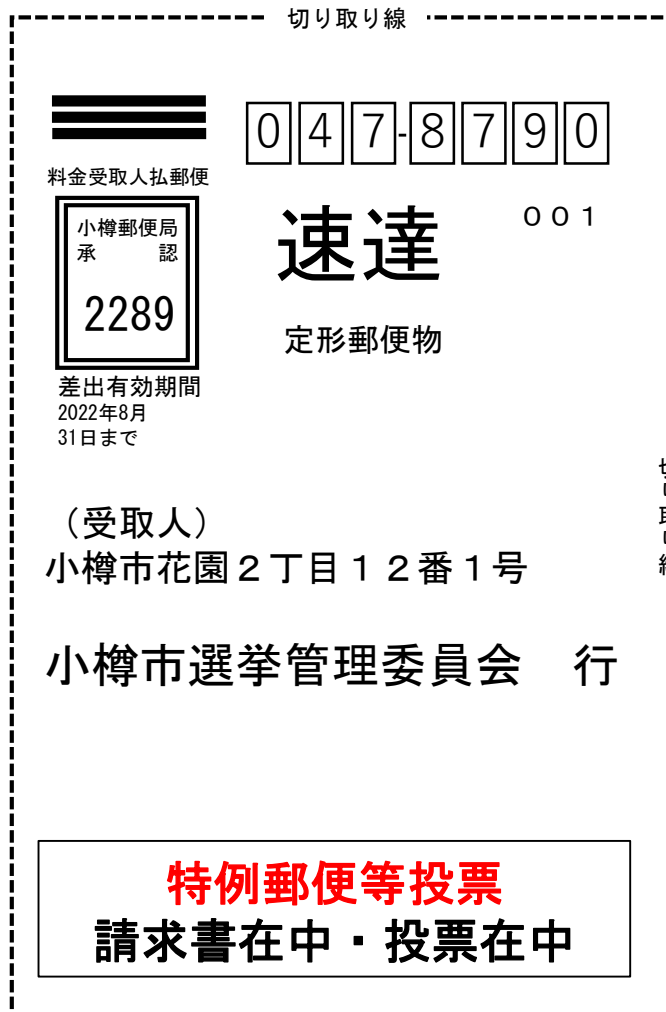 切り取り線
047-8790
料金受取人払郵便
小樽郵便局
承　認
2289
速達
００１
定形郵便物
差出有効期間
2022年8月
31日まで
（受取人）
小樽市花園２丁目１２番１号
小樽市選挙管理委員会　行
特例郵便等投票
請求書在中・投票在中